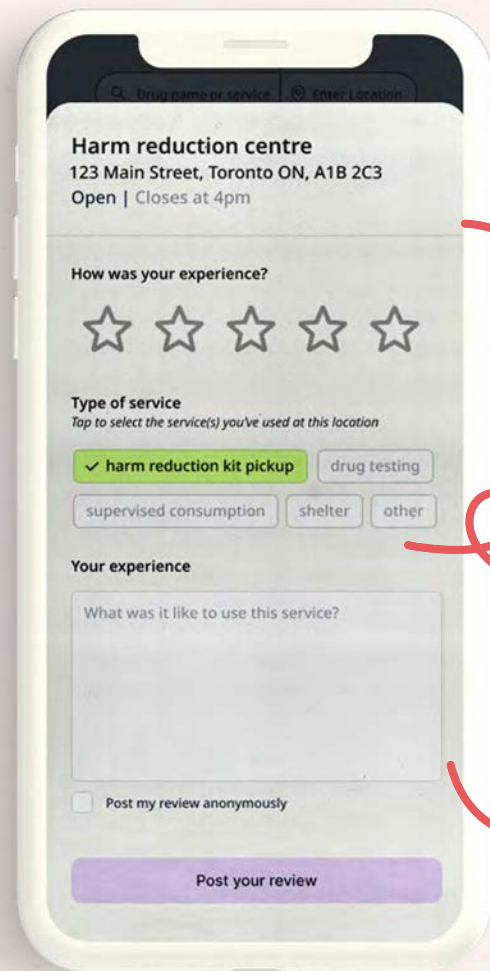 Drug name or service Enter Location
Harm reduction centre
123 Main Street, Toronto ON, A1B 2C3
Open | Closes at 4pm
How was your experience?
Type of service
Tap to select the service(s) you've used at this location
✓ harm reduction kit pickup drug testing
supervised consumption shelter other
Your experience
What was it like to use this service?
Post my review anonymously
Post your review